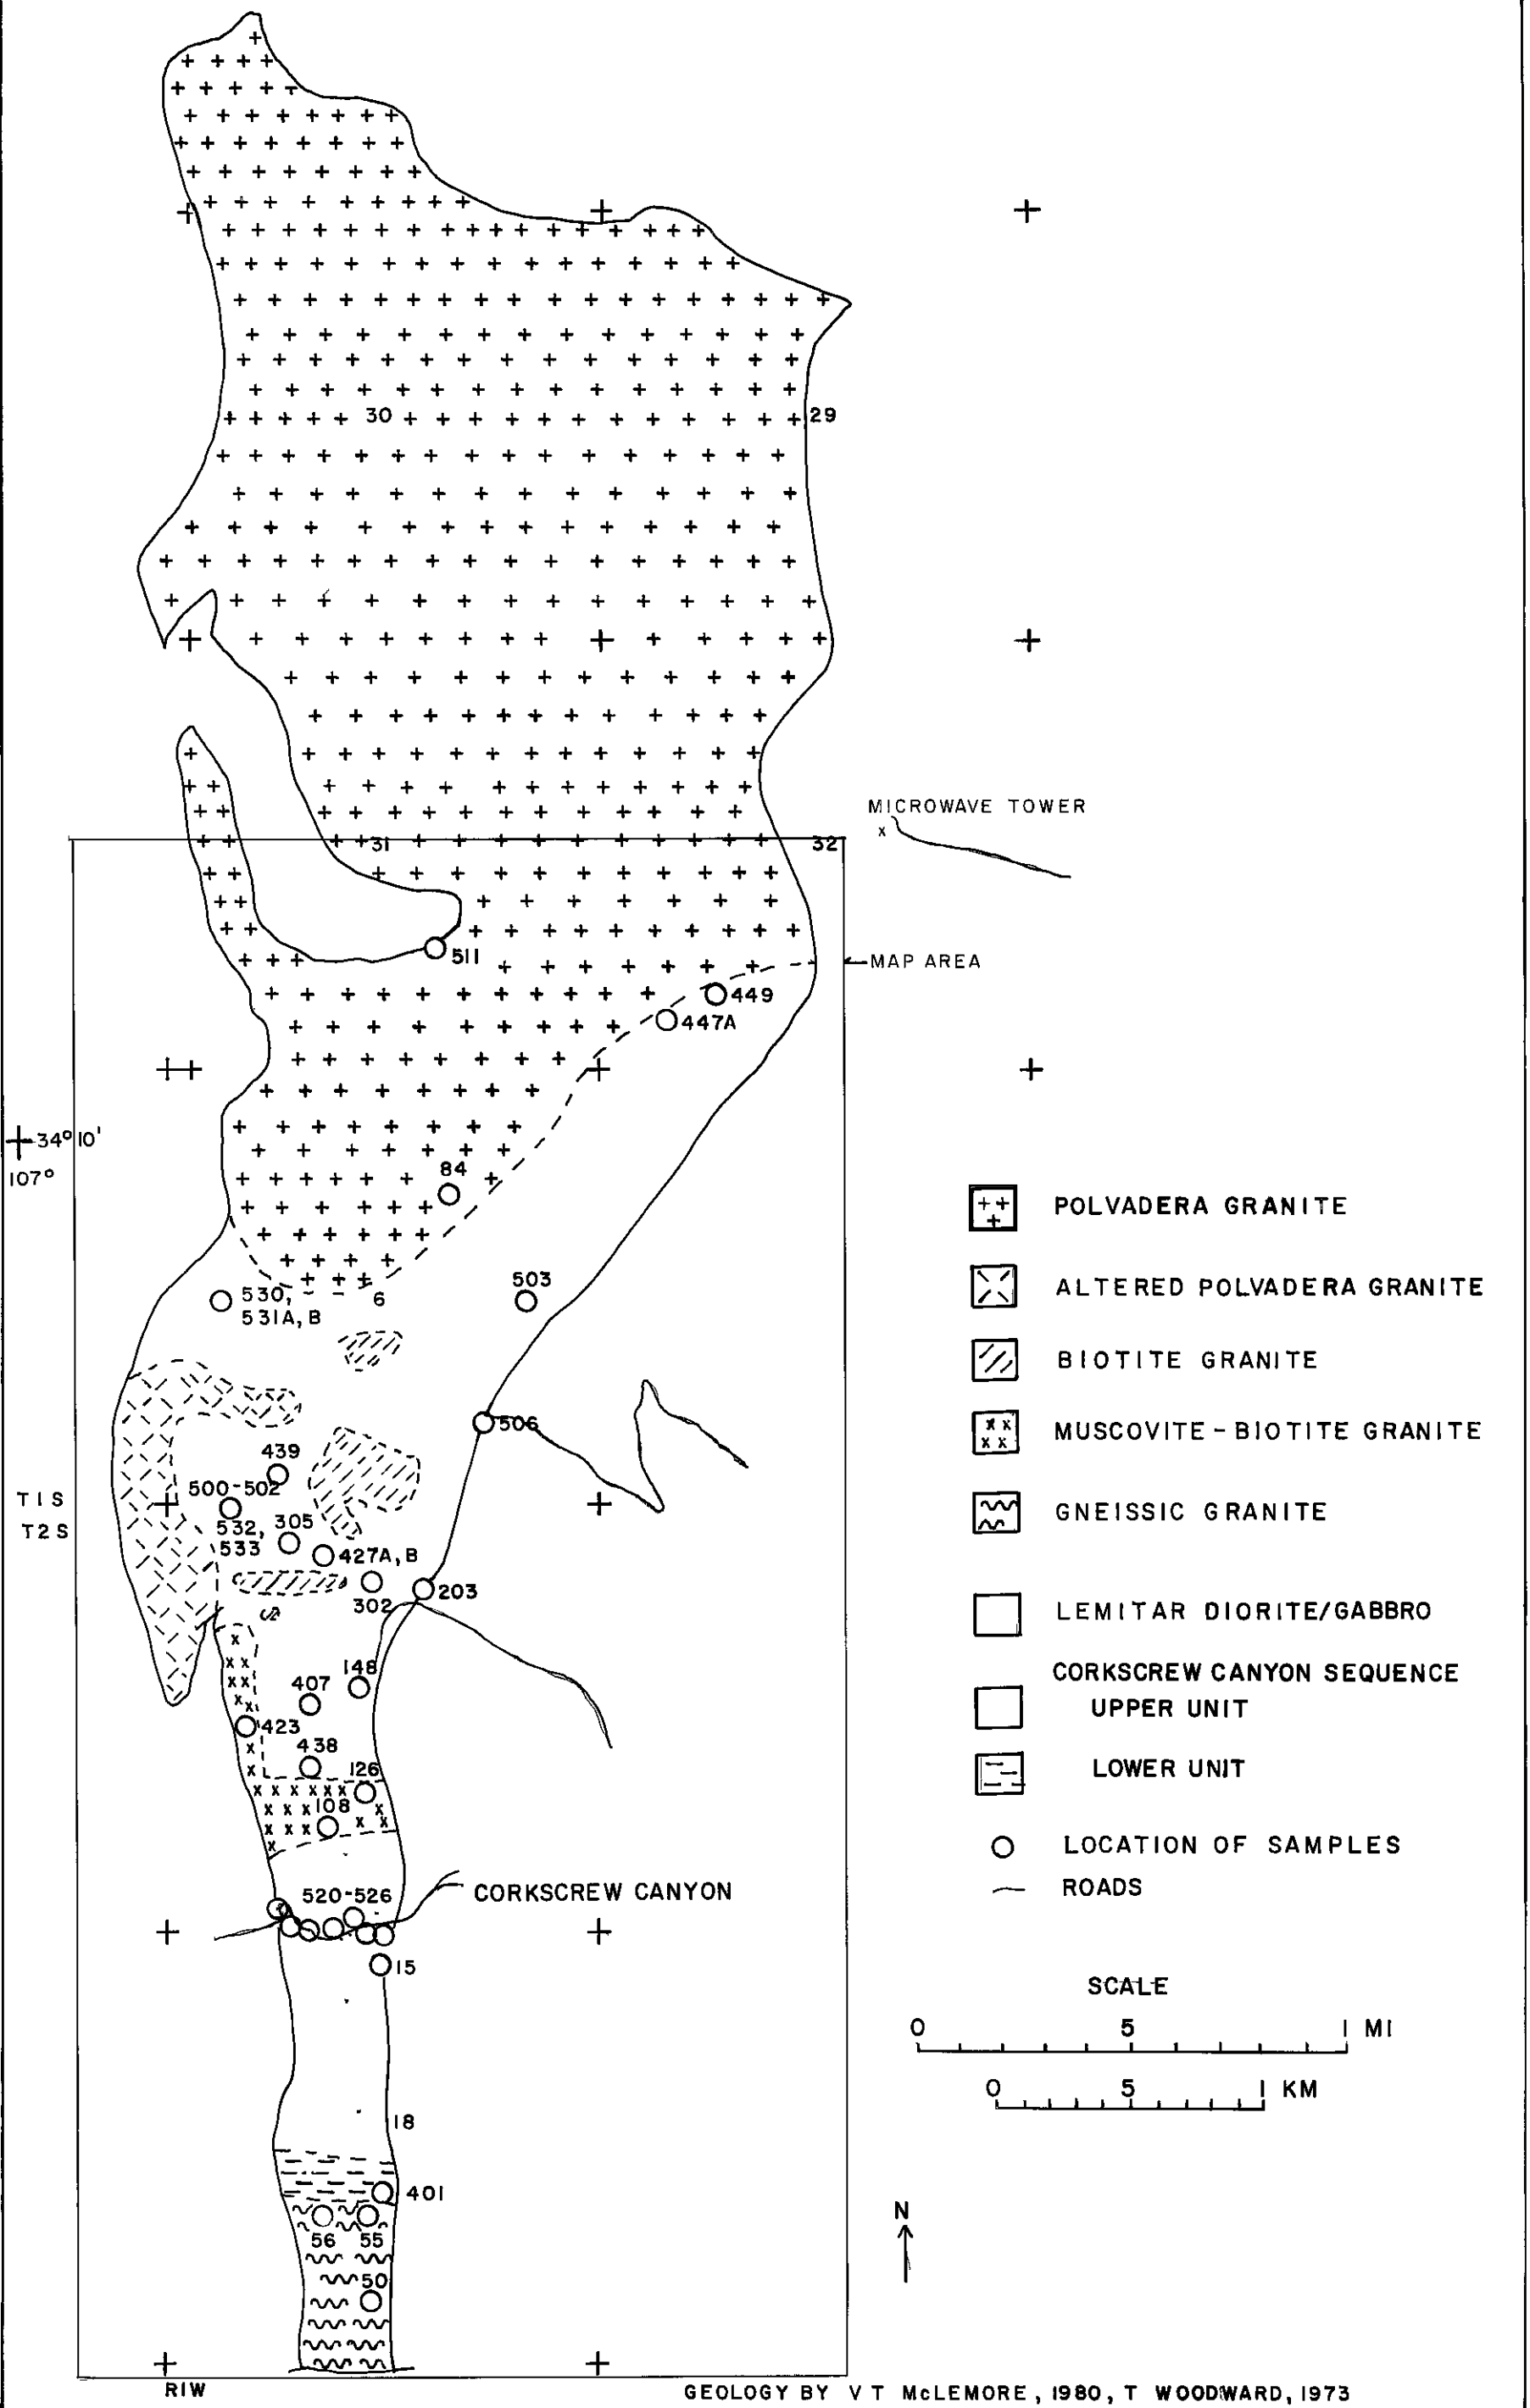 30
29
MICROWAVE TOWER
x
31
32
511
MAP AREA
449
447A
34°10'
107°
84
POLVADERA GRANITE
530,
531A, B
6
503
ALTERED POLVADERA GRANITE
BIOTITE GRANITE
506
MUSCOVITE-BIOTITE GRANITE
439
500-502
T1S
T2S
532,
533
305
427A, B
GNEISSIC GRANITE
302
203
LEMITAR DIORITE/GABBRO
148
407
CORKSCREW CANYON SEQUENCE
UPPER UNIT
423
438
126
LOWER UNIT
108
LOCATION OF SAMPLES
520-526
CORKSCREW CANYON
ROADS
15
SCALE
0 5 1 MI
0 5 1 KM
18
401
N
56
55
50
R1W
GEOLOGY BY V T McLEMORE, 1980, T WOODWARD, 1973